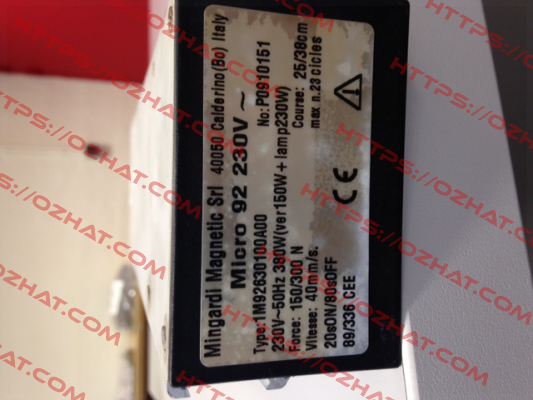 Mingardi Magnetic Srl 40050 Calderino(Bo) Italy
Micro 92 230V ~
Type: 1M92630100A00 No: P0910151
230V~50Hz 380W(ver150W + lamp230W)
Force: 150/300 N Course: 25/38cm
Vitesse: 40mm/s. max n.23 cicles
20sON/80sOFF
89/336 CEE
CE
HTTPS://OZHAT.COM